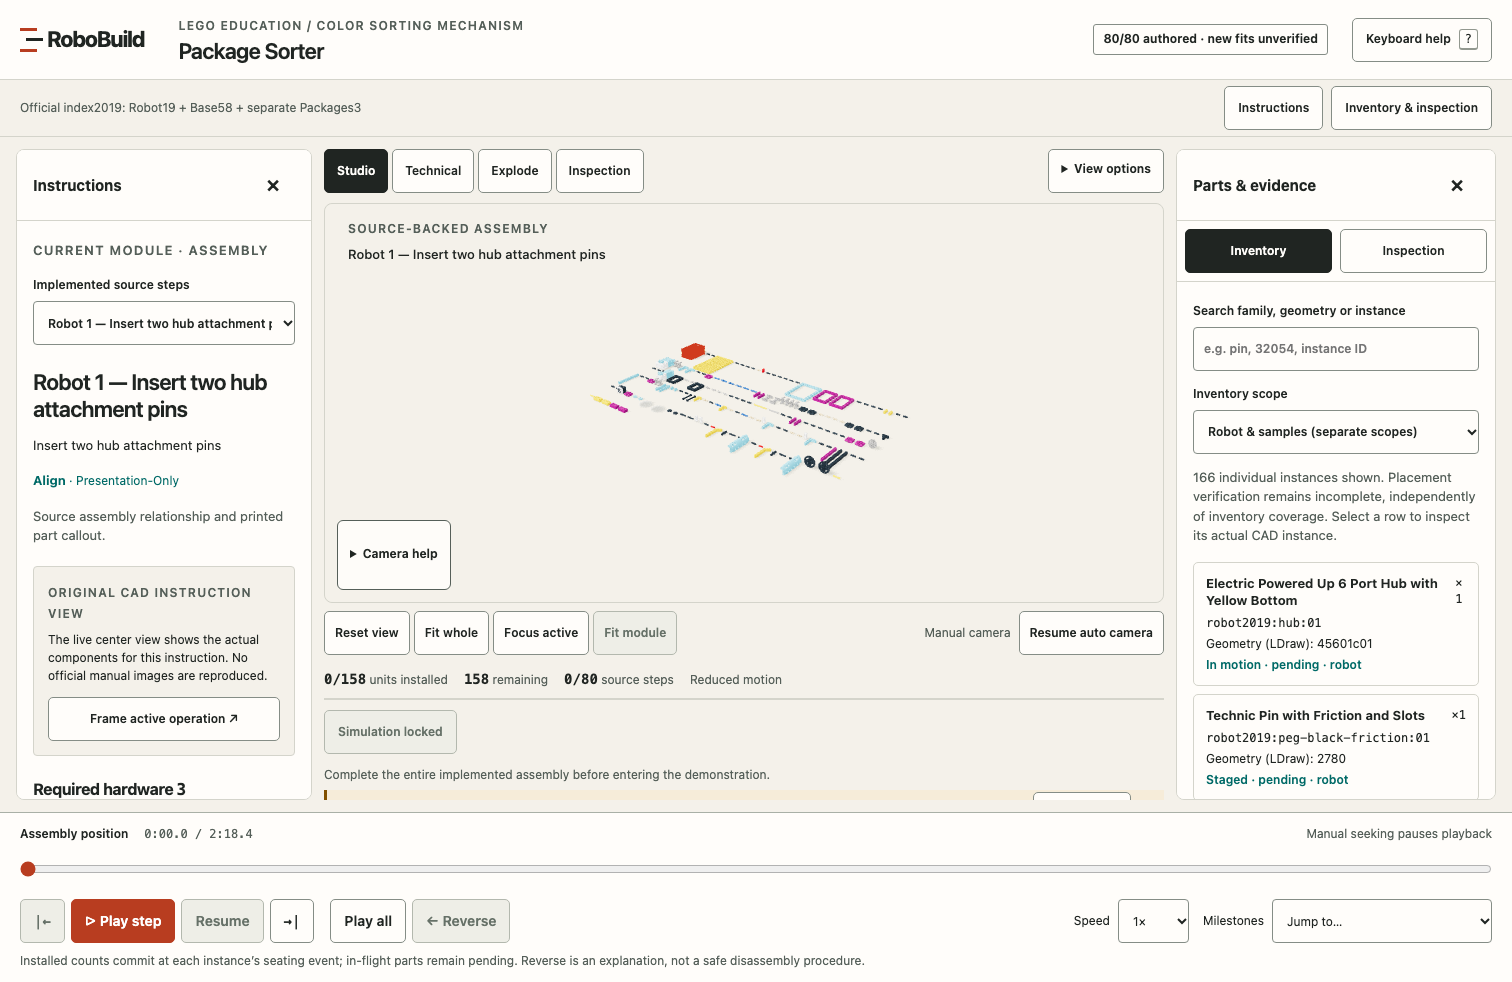 RoboBuild
LEGO EDUCATION / COLOR SORTING MECHANISM
Package Sorter
80/80 authored · new fits unverified
Keyboard help ?
Official index2019: Robot19 + Base58 + separate Packages3
Instructions
Inventory & inspection
Instructions ×
CURRENT MODULE · ASSEMBLY
Implemented source steps
Robot 1 — Insert two hub attachment p
Robot 1 — Insert two hub
attachment pins
Insert two hub attachment pins
Align · Presentation-Only
Source assembly relationship and printed
part callout.
ORIGINAL CAD INSTRUCTION
VIEW
The live center view shows the actual
components for this instruction. No
official manual images are reproduced.
Frame active operation ↗
Required hardware 3
Studio
Technical
Explode
Inspection
▶ View options
SOURCE-BACKED ASSEMBLY
Robot 1 — Insert two hub attachment pins
▶ Camera help
Reset view
Fit whole
Focus active
Fit module
Manual camera
Resume auto camera
0/158 units installed 158 remaining 0/80 source steps Reduced motion
Simulation locked
Complete the entire implemented assembly before entering the demonstration.
Parts & evidence ×
Inventory
Inspection
Search family, geometry or instance
e.g. pin, 32054, instance ID
Inventory scope
Robot & samples (separate scopes)
166 individual instances shown. Placement
verification remains incomplete, independently
of inventory coverage. Select a row to inspect
its actual CAD instance.
Electric Powered Up 6 Port Hub with ×
Yellow Bottom 1
robot2019:hub:01
Geometry (LDraw): 45601c01
In motion · pending · robot
Technic Pin with Friction and Slots ×1
robot2019:peg-black-friction:01
Geometry (LDraw): 2780
Staged · pending · robot
Assembly position 0:00.0 / 2:18.4
Manual seeking pauses playback
|←
▷ Play step
Resume
→|
Play all
← Reverse
Speed 1×
Milestones Jump to...
Installed counts commit at each instance's seating event; in-flight parts remain pending. Reverse is an explanation, not a safe disassembly procedure.